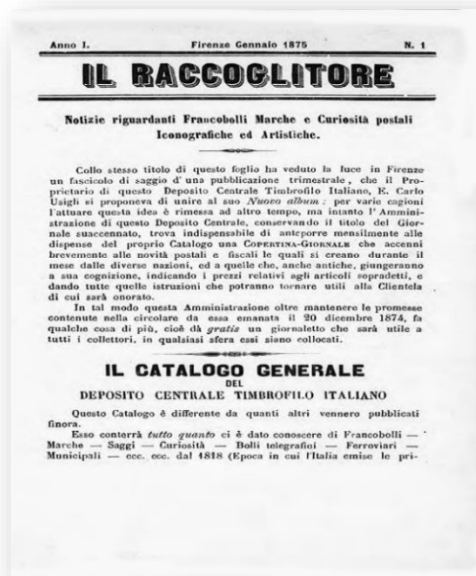 Anno I. Firenze Gennaio 1875 N. 1
IL RACCOGLITORE
Notizie riguardanti Francobolli Marche e Curiosità postali
Iconografiche ed Artistiche.
Collo stesso titolo di questo foglio ha veduto la luce in Firenze
un fascicolo di saggio d'una pubblicazione trimestrale, che il Pro-
prietario di questo Deposito Centrale Timbrofilo Italiano, E. Carlo
Usigli si proponeva di unire al suo Nuovo album: per varie cagioni
l'attuare questa idea è rimessa ad altro tempo, ma intanto l'Ammini-
strazione di questo Deposito Centrale, conservando il titolo del Gior-
nale suaccennato, trova indispensabile di anteporre mensilmente alle
dispense del proprio Catalogo una COPERTINA-GIORNALE che accenni
brevemente alle novità postali e fiscali le quali si creano durante il
mese dalle diverse nazioni, ed a quelle che, anche antiche, giungeranno
a sua cognizione, indicando i prezzi relativi agli articoli sopradetti, e
dando tutte quelle istruzioni che potranno tornare utili alla Clientela
di cui sarà onorato.
In tal modo questa Amministrazione oltre mantenere le promesse
contenute nella circolare da essa emanata il 20 dicembre 1874, fa
qualche cosa di più, cioè dà gratis un giornaletto che sarà utile a
tutti i collettori, in qualsiasi sfera essi siano collocati.
IL CATALOGO GENERALE
DEL
DEPOSITO CENTRALE TIMBROFILO ITALIANO
Questo Catalogo è differente da quanti altri vennero pubblicati
finora.
Esso conterrà tutto quanto ci è dato conoscere di Francobolli —
Marche — Saggi — Curiosità — Bolli telegrafici — Ferroviari —
Municipali — ecc. ecc. dal 1818 (Epoca in cui l'Italia emise le pri-